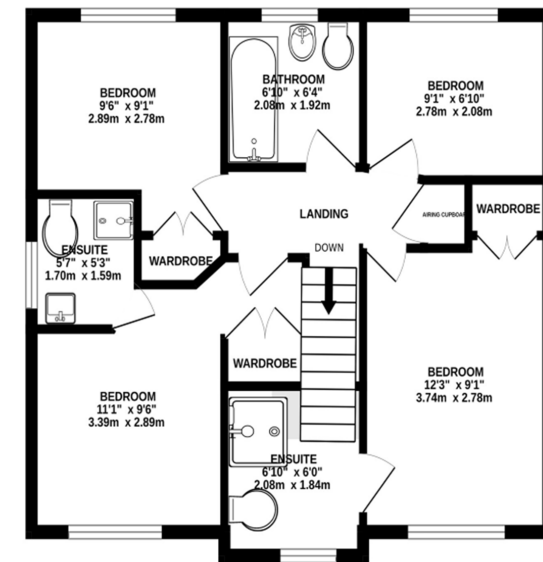 BEDROOM
9'6" x 9'1"
2.89m x 2.78m
BATHROOM
6'10" x 6'4"
2.08m x 1.92m
BEDROOM
9'1" x 6'10"
2.78m x 2.08m
LANDING
DOWN
AIRING CUPBOARD
WARDROBE
ENSUITE
5'7" x 5'3"
1.70m x 1.59m
WARDROBE
WARDROBE
BEDROOM
11'1" x 9'6"
3.39m x 2.89m
BEDROOM
12'3" x 9'1"
3.74m x 2.78m
ENSUITE
6'10" x 6'0"
2.08m x 1.84m